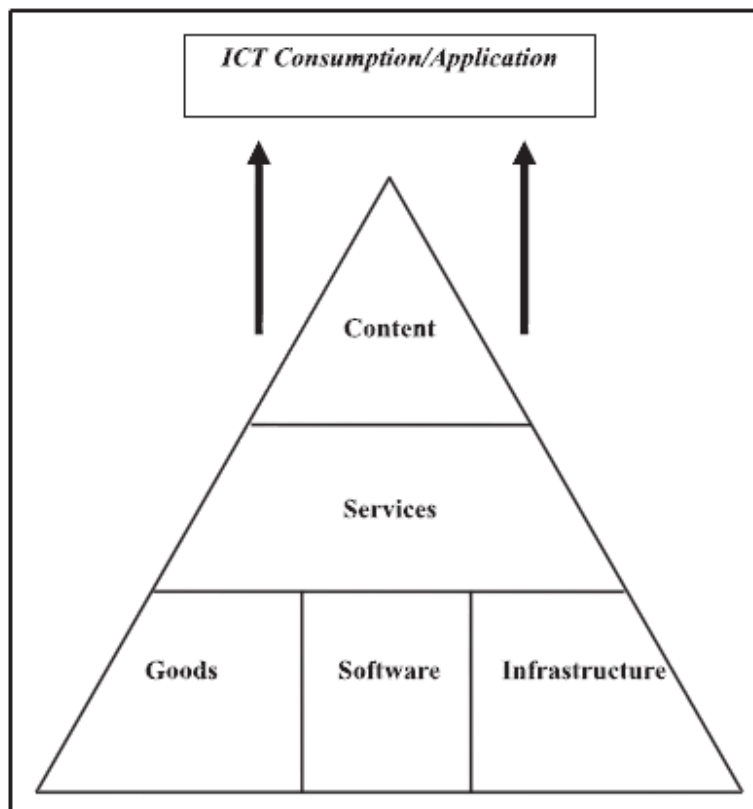 ICT Consumption/Application
Content
Services
Goods Software Infrastructure